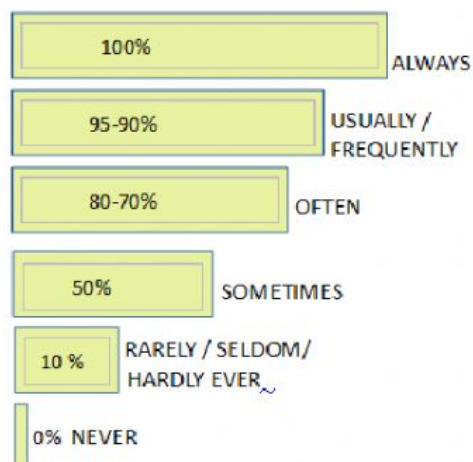 100%
ALWAYS
95-90%
USUALLY /
FREQUENTLY
80-70%
OFTEN
50%
SOMETIMES
10 %
RARELY / SELDOM/
HARDLY EVER
0% NEVER